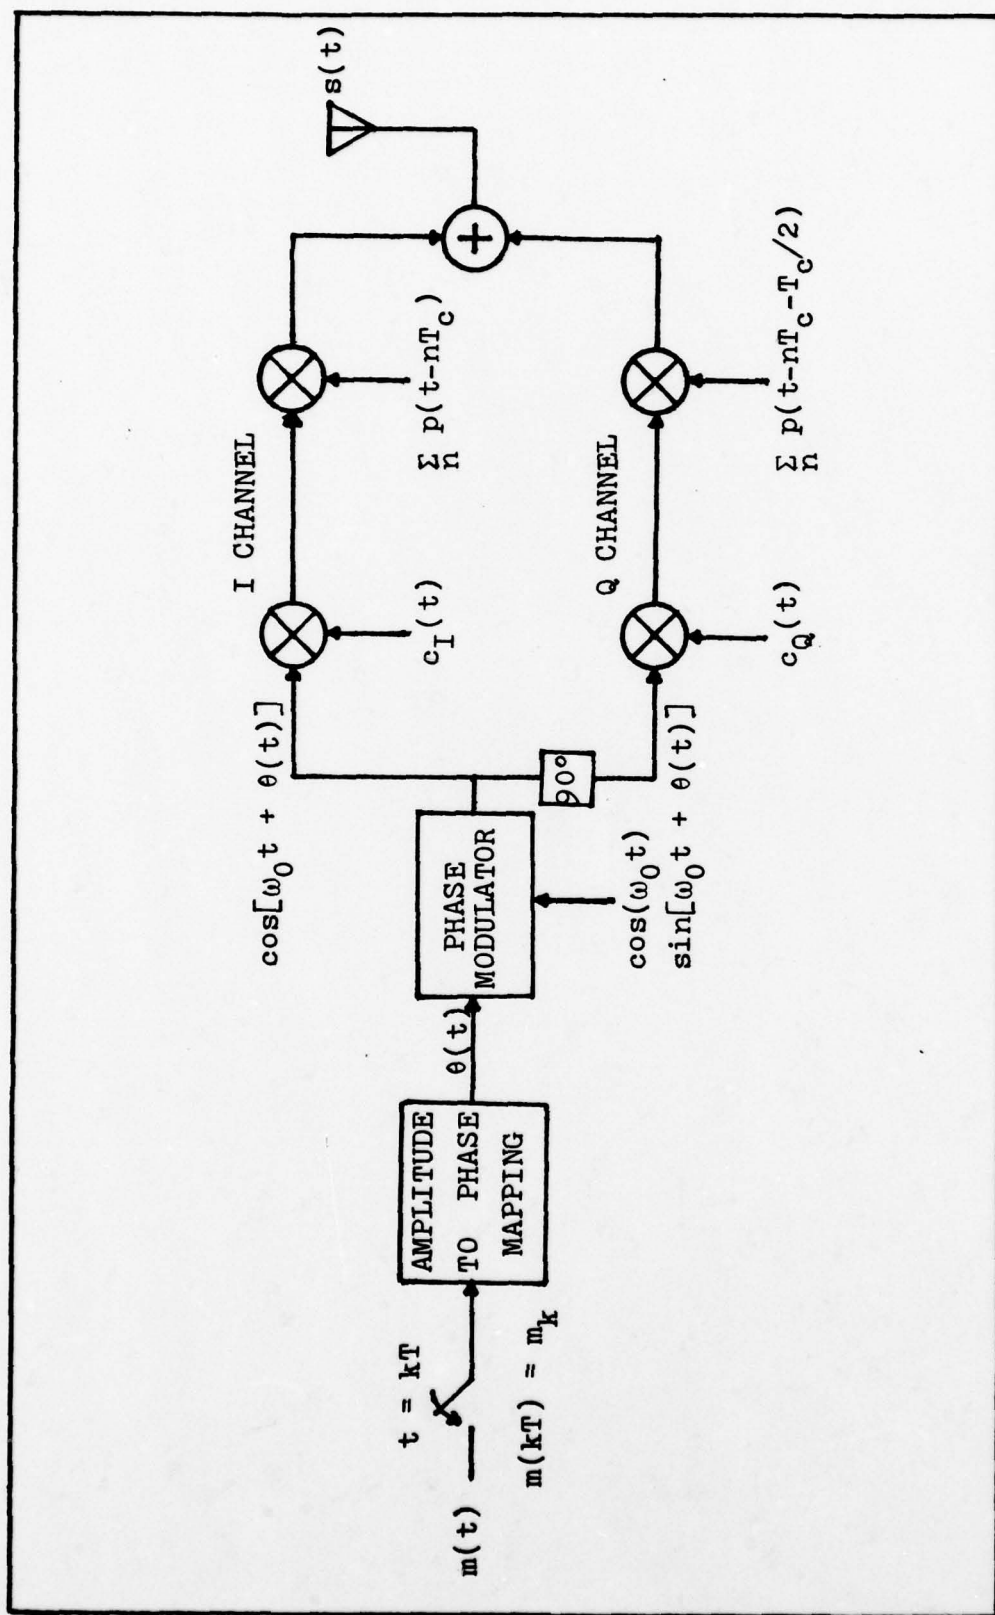 m(t)
t = kT
m(kT) = m_k
AMPLITUDE
TO PHASE
MAPPING
θ(t)
PHASE
MODULATOR
cos(ω_0t)
90°
cos[ω_0t + θ(t)]
sin[ω_0t + θ(t)]
I CHANNEL
c_I(t)
Σ_n p(t-nT_c)
Q CHANNEL
c_Q(t)
Σ_n p(t-nT_c-T_c/2)
+
s(t)